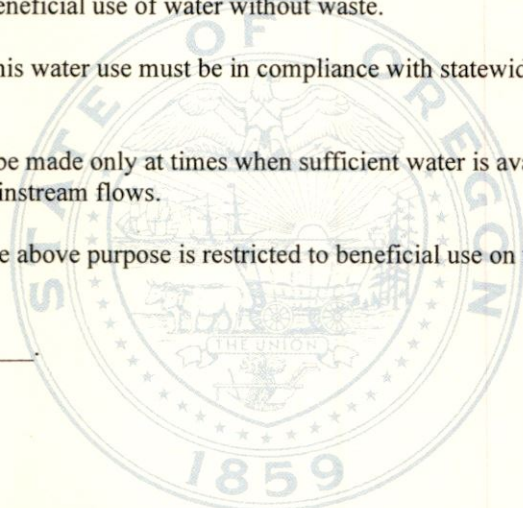 eneficial use of water without waste.
his water use must be in compliance with statewid
be made only at times when sufficient water is ava
instream flows.
e above purpose is restricted to beneficial use on
STATE OF OREGON
THE UNION
1859